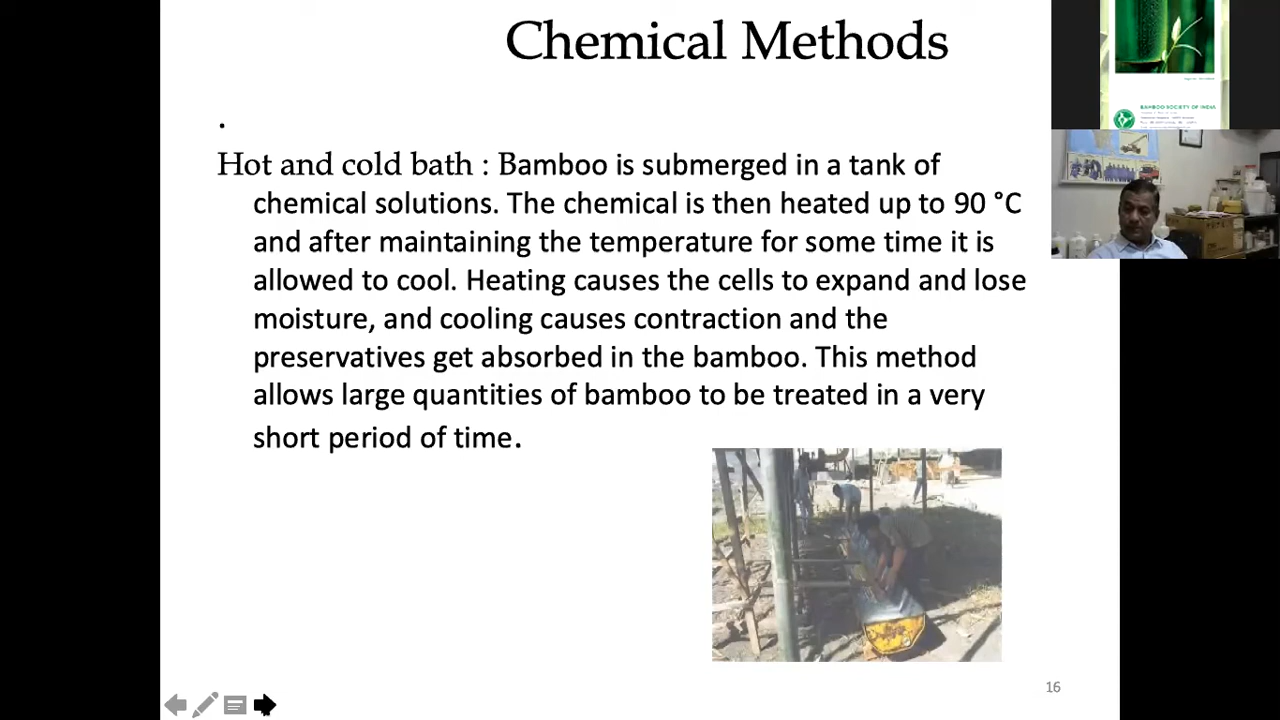 Chemical Methods
.
Hot and cold bath : Bamboo is submerged in a tank of
chemical solutions. The chemical is then heated up to 90 °C
and after maintaining the temperature for some time it is
allowed to cool. Heating causes the cells to expand and lose
moisture, and cooling causes contraction and the
preservatives get absorbed in the bamboo. This method
allows large quantities of bamboo to be treated in a very
short period of time.
16
BAMBOO SOCIETY OF INDIA